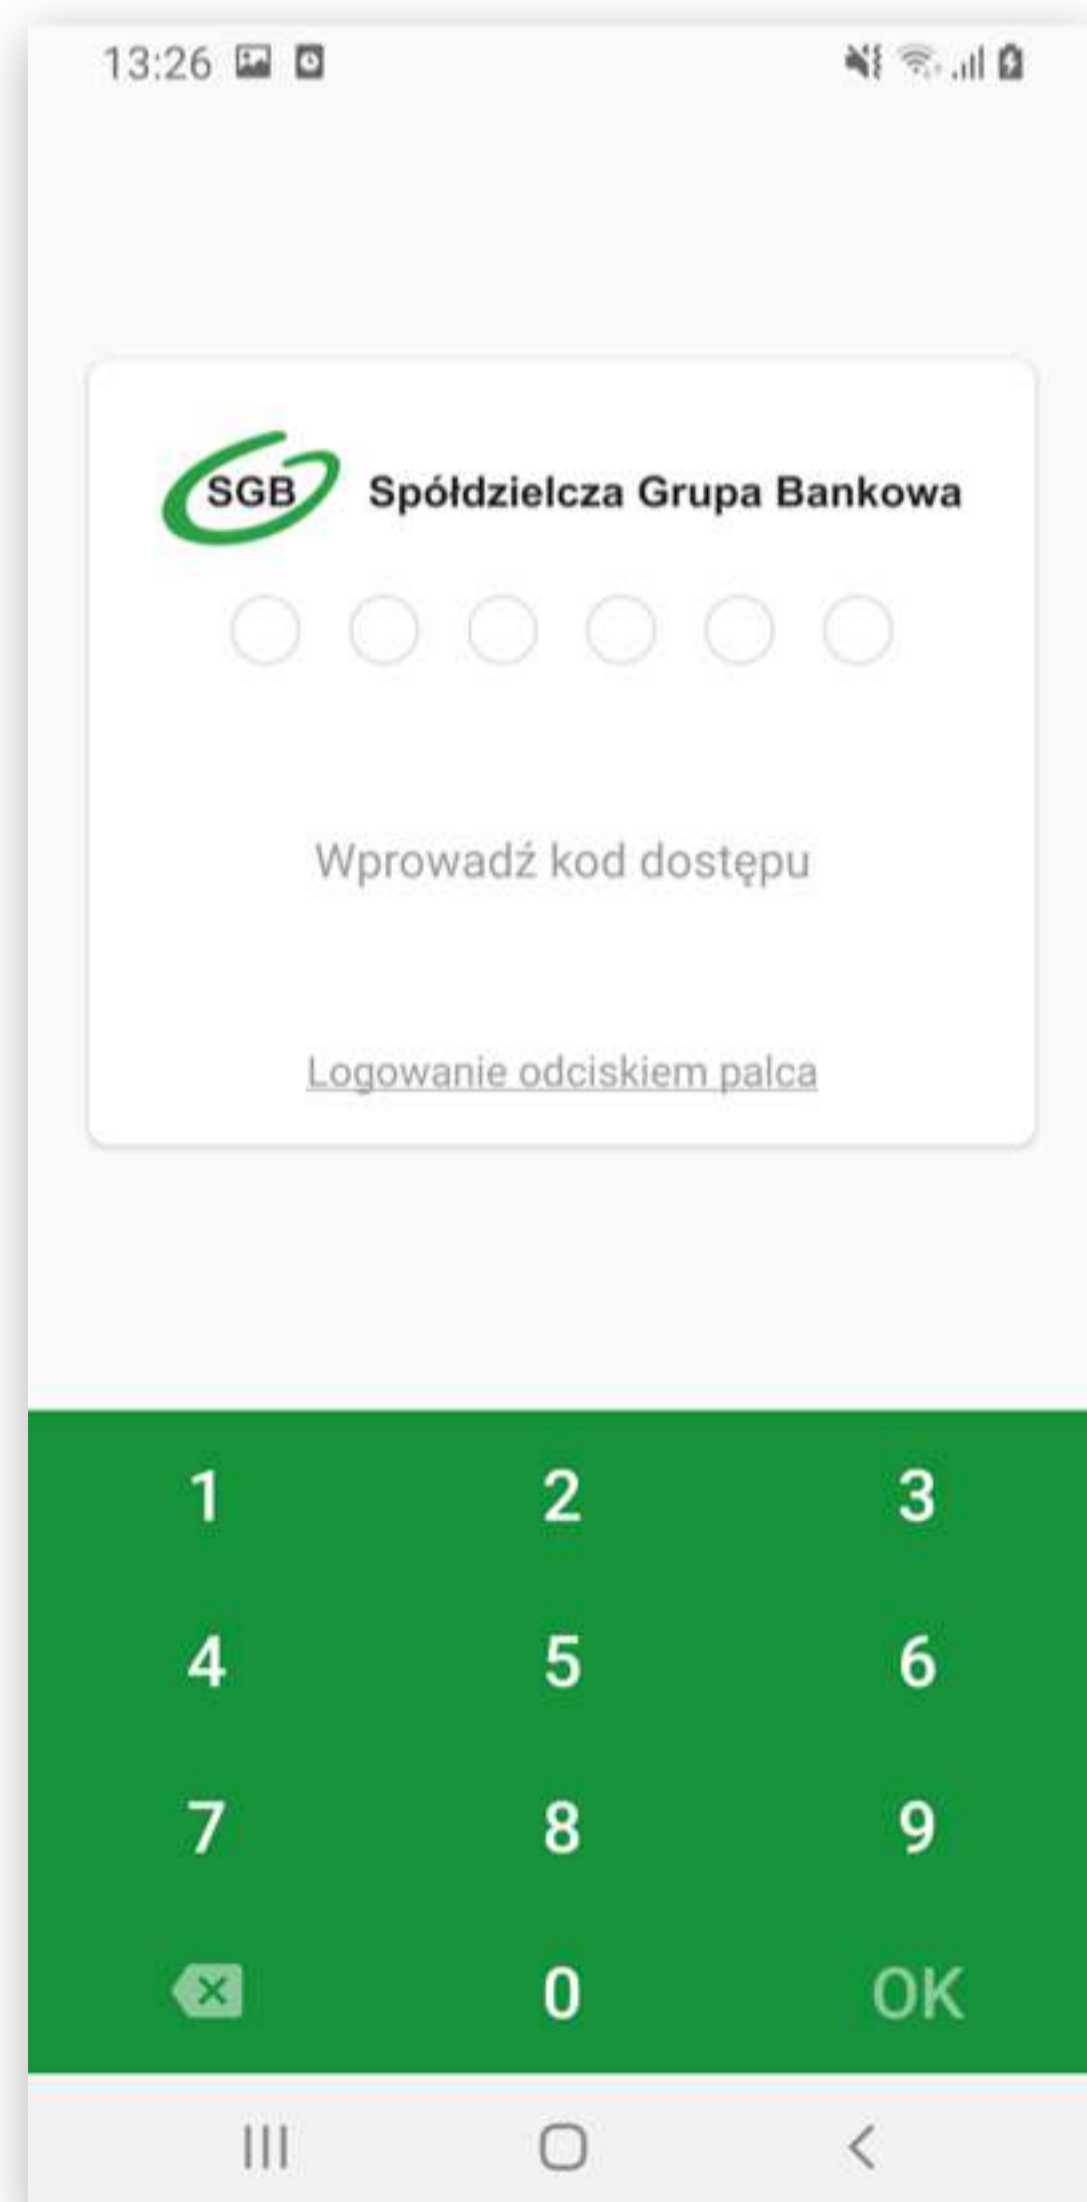 13:26
SGB Spółdzielcza Grupa Bankowa
Wprowadź kod dostępu
Logowanie odciskiem palca
1 2 3
4 5 6
7 8 9
0 OK